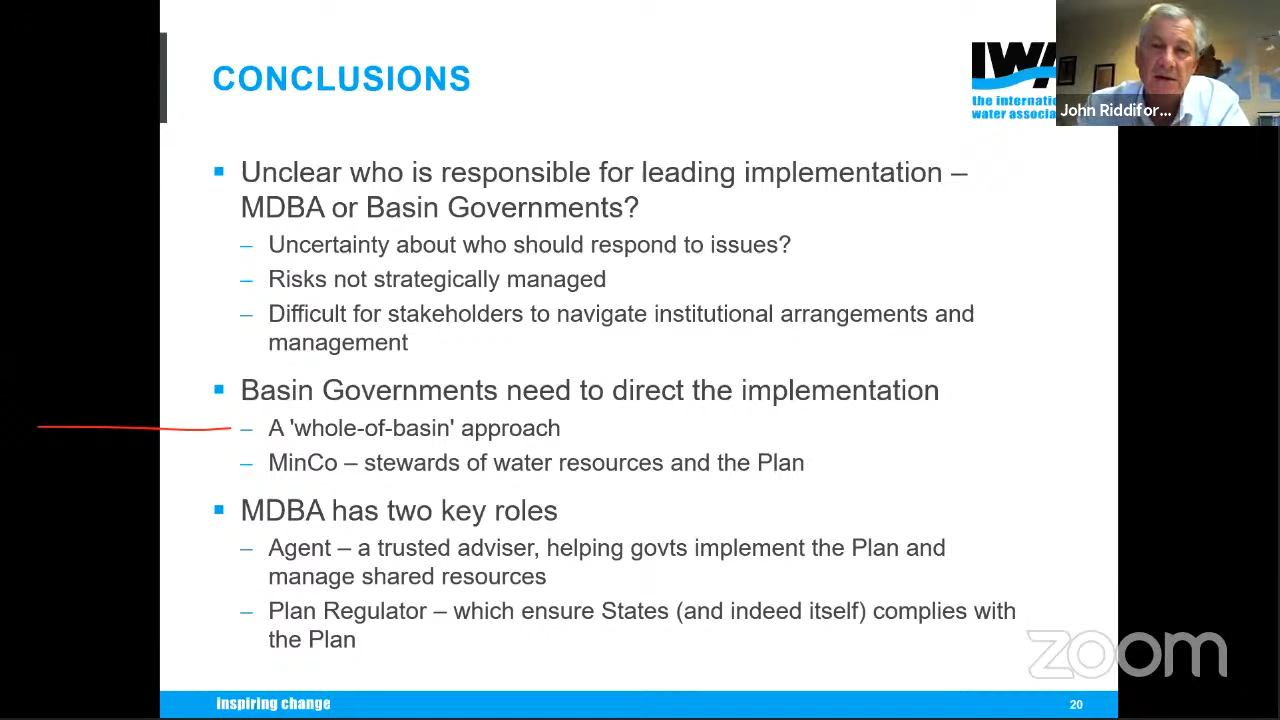 CONCLUSIONS
IWA
the internati
water associa
John Riddifor...
▪ Unclear who is responsible for leading implementation –
MDBA or Basin Governments?
– Uncertainty about who should respond to issues?
– Risks not strategically managed
– Difficult for stakeholders to navigate institutional arrangements and
management
▪ Basin Governments need to direct the implementation
– A 'whole-of-basin' approach
– MinCo – stewards of water resources and the Plan
▪ MDBA has two key roles
– Agent – a trusted adviser, helping govts implement the Plan and
manage shared resources
– Plan Regulator – which ensure States (and indeed itself) complies with
the Plan
zoom
inspiring change
20